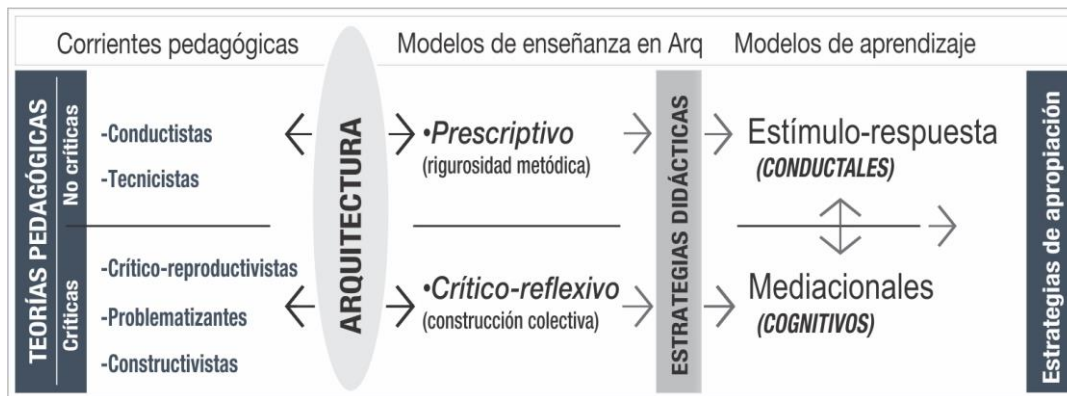 Corrientes pedagógicas
Modelos de enseñanza en Arq
Modelos de aprendizaje
TEORÍAS PEDAGÓGICAS
No críticas
Críticas
-Conductistas
-Tecnicistas
-Crítico-reproductivistas
-Problematizantes
-Constructivistas
ARQUITECTURA
•Prescriptivo
(rigurosidad metódica)
•Crítico-reflexivo
(construcción colectiva)
ESTRATEGIAS DIDÁCTICAS
Estímulo-respuesta
(CONDUCTALES)
Mediacionales
(COGNITIVOS)
Estrategias de apropiación